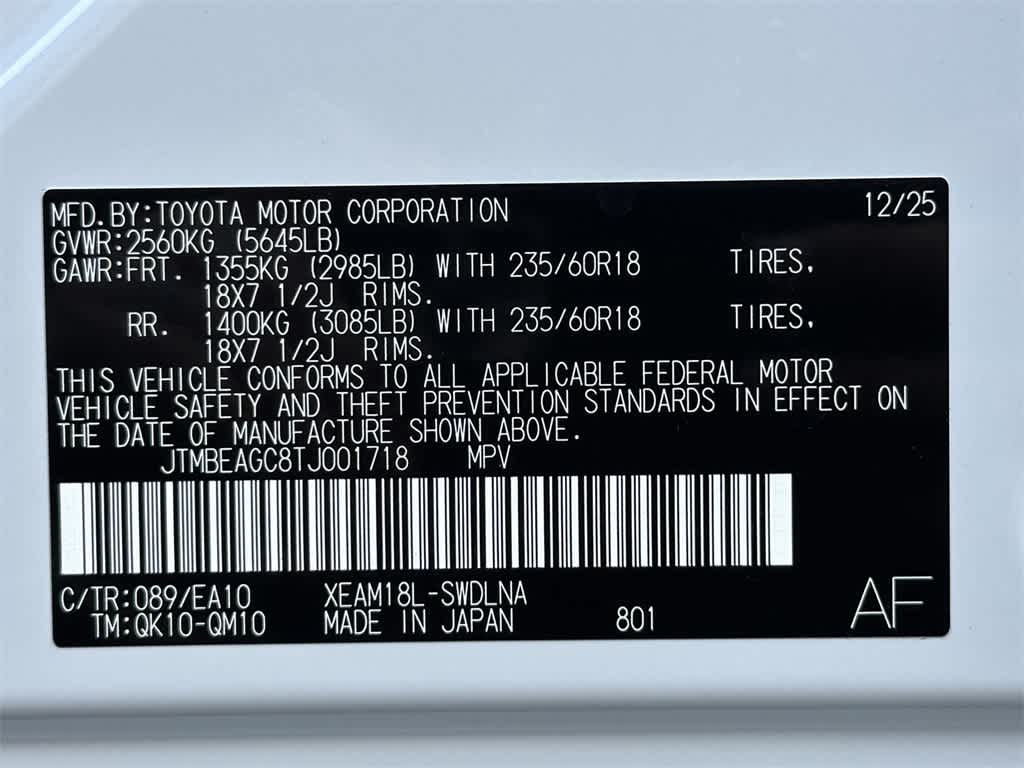 MFD.BY:TOYOTA MOTOR CORPORATION 12/25
GVWR:2560KG (5645LB)
GAWR:FRT. 1355KG (2985LB) WITH 235/60R18 TIRES,
18X7 1/2J RIMS.
RR. 1400KG (3085LB) WITH 235/60R18 TIRES,
18X7 1/2J RIMS.
THIS VEHICLE CONFORMS TO ALL APPLICABLE FEDERAL MOTOR
VEHICLE SAFETY AND THEFT PREVENTION STANDARDS IN EFFECT ON
THE DATE OF MANUFACTURE SHOWN ABOVE.
JTMBEAGC8TJ001718 MPV
C/TR:089/EA10 XEAM18L-SWDLNA
TM:QK10-QM10 MADE IN JAPAN 801 AF